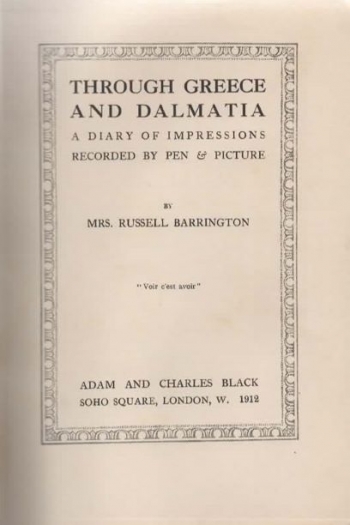 THROUGH GREECE
AND DALMATIA
A DIARY OF IMPRESSIONS
RECORDED BY PEN & PICTURE
BY
MRS. RUSSELL BARRINGTON
"Voir c'est avoir"
ADAM AND CHARLES BLACK
SOHO SQUARE, LONDON, W. 1912